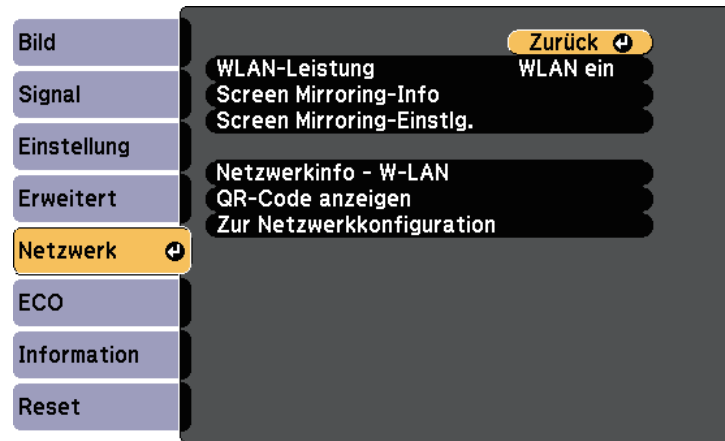 Bild
Signal
Einstellung
Erweitert
Netzwerk
ECO
Information
Reset
Zurück
WLAN-Leistung WLAN ein
Screen Mirroring-Info
Screen Mirroring-Einstlg.
Netzwerkinfo - W-LAN
QR-Code anzeigen
Zur Netzwerkkonfiguration